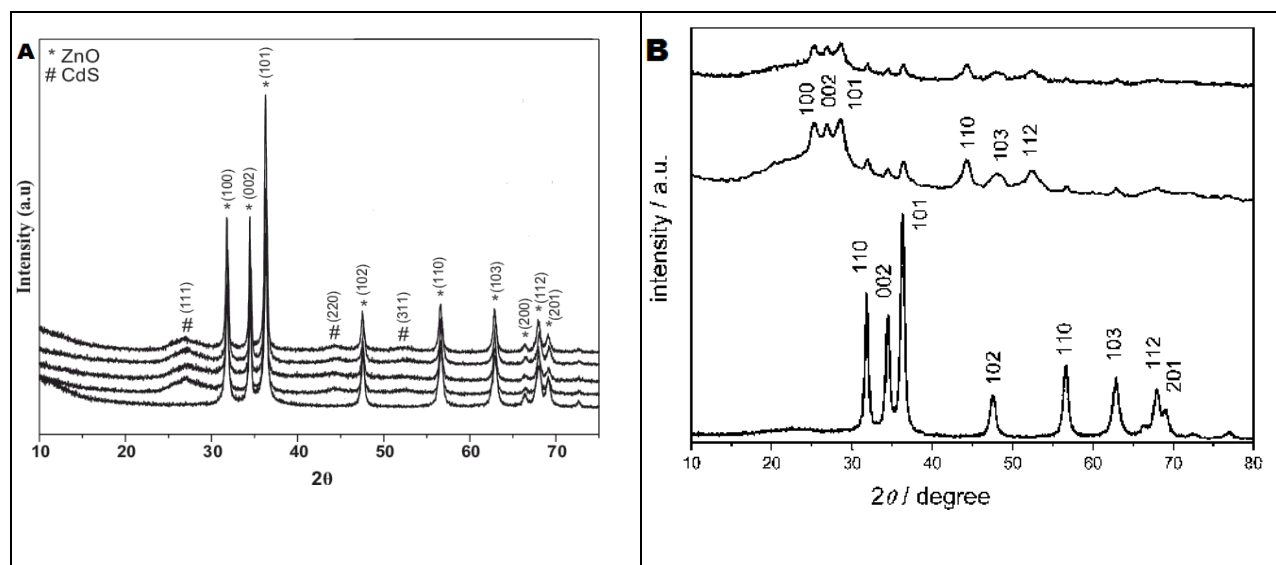 A
* ZnO
# CdS
*(101)
*(100)
*(002)
#(111)
#(220)
*(102)
#(311)
*(110)
*(103)
*(200)
*(112)
*(201)
Intensity (a.u)
10 20 30 40 50 60 70
2θ
B
100
002
101
110
103
112
110
002
101
102
110
103
112
201
intensity / a.u.
10 20 30 40 50 60 70 80
2θ / degree